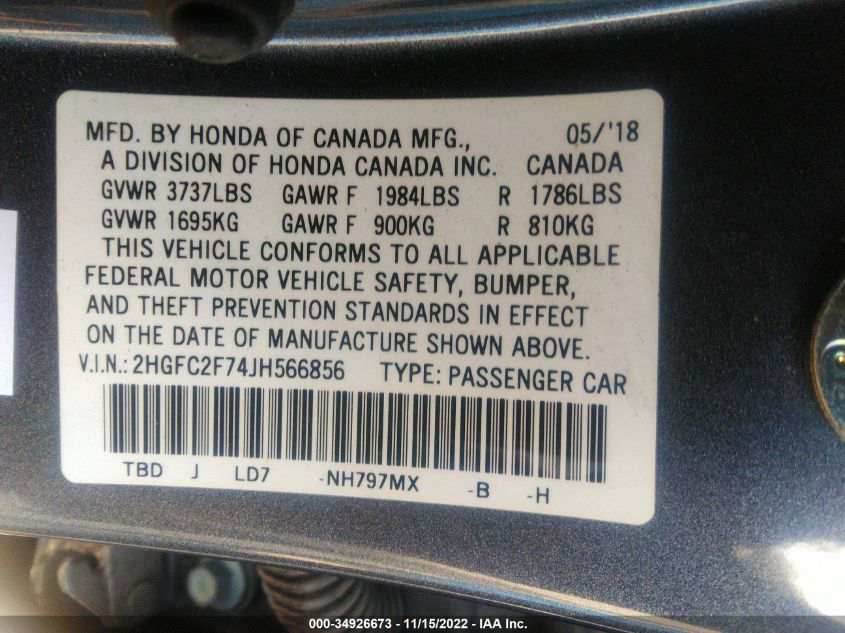 MFD. BY HONDA OF CANADA MFG., 05/'18
A DIVISION OF HONDA CANADA INC. CANADA
GVWR 3737LBS GAWR F 1984LBS R 1786LBS
GVWR 1695KG GAWR F 900KG R 810KG
THIS VEHICLE CONFORMS TO ALL APPLICABLE
FEDERAL MOTOR VEHICLE SAFETY, BUMPER,
AND THEFT PREVENTION STANDARDS IN EFFECT
ON THE DATE OF MANUFACTURE SHOWN ABOVE.
V.I.N.: 2HGFC2F74JH566856 TYPE: PASSENGER CAR
TBD J LD7 -NH797MX -B -H
000-34926673 - 11/15/2022 - IAA Inc.